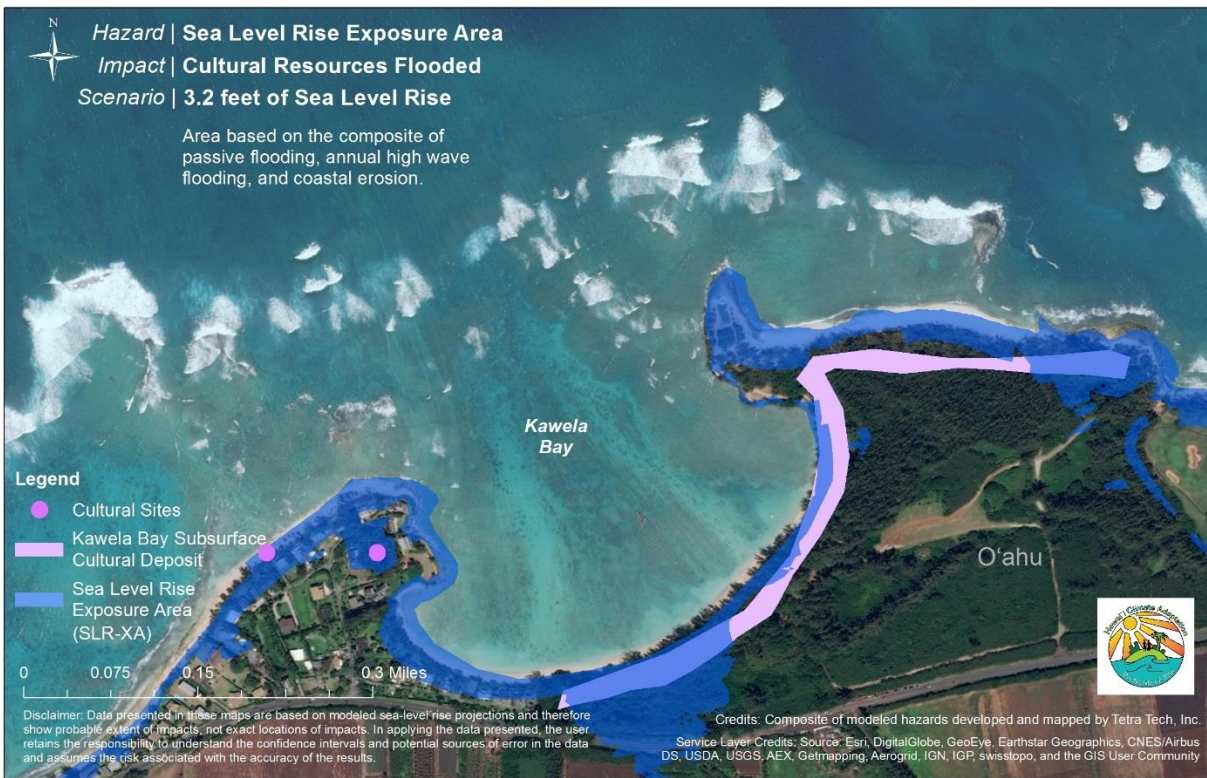 N
Hazard | Sea Level Rise Exposure Area
Impact | Cultural Resources Flooded
Scenario | 3.2 feet of Sea Level Rise
Area based on the composite of
passive flooding, annual high wave
flooding, and coastal erosion.
Kawela
Bay
Legend
Cultural Sites
Kawela Bay Subsurface
Cultural Deposit
Sea Level Rise
Exposure Area
(SLR-XA)
Oʻahu
0 0.075 0.15 0.3 Miles
Hawaiʻi Climate Adaptation
Disclaimer: Data presented in these maps are based on modeled sea-level rise projections and therefore
show probable extent of impacts, not exact locations of impacts. In applying the data presented, the user
retains the responsibility to understand the confidence intervals and potential sources of error in the data
and assumes the risk associated with the accuracy of the results.
Credits: Composite of modeled hazards developed and mapped by Tetra Tech, Inc.
Service Layer Credits: Source: Esri, DigitalGlobe, GeoEye, Earthstar Geographics, CNES/Airbus
DS, USDA, USGS, AEX, Getmapping, Aerogrid, IGN, IGP, swisstopo, and the GIS User Community